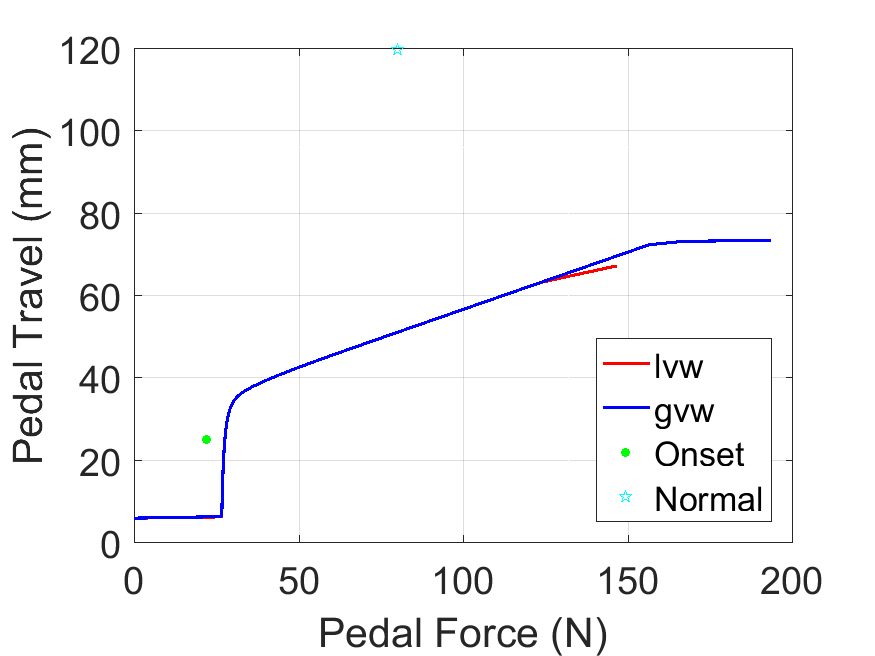 120
100
80
60
40
20
0
Pedal Travel (mm)
lvw
gvw
Onset
Normal
0 50 100 150 200
Pedal Force (N)